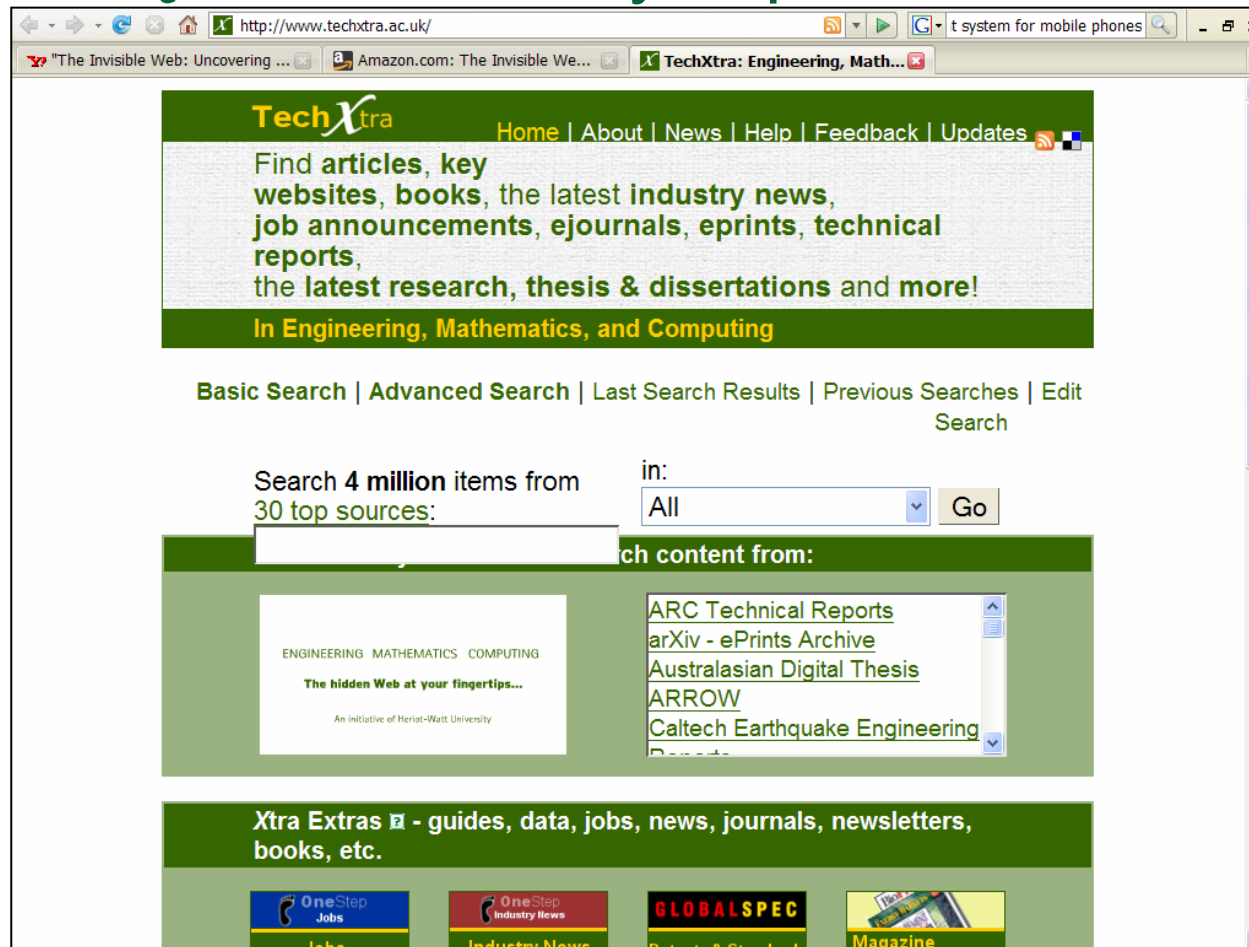 http://www.techxtra.ac.uk/
G t system for mobile phones
"The Invisible Web: Uncovering ...
Amazon.com: The Invisible We...
TechXtra: Engineering, Math...
TechXtra
Home | About | News | Help | Feedback | Updates
Find articles, key
websites, books, the latest industry news,
job announcements, ejournals, eprints, technical
reports,
the latest research, thesis & dissertations and more!
In Engineering, Mathematics, and Computing
Basic Search | Advanced Search | Last Search Results | Previous Searches | Edit
Search
Search 4 million items from
30 top sources:
in:
All
Go
ch content from:
ENGINEERING MATHEMATICS COMPUTING
The hidden Web at your fingertips...
An initiative of Heriot-Watt University
ARC Technical Reports
arXiv - ePrints Archive
Australasian Digital Thesis
ARROW
Caltech Earthquake Engineering
Xtra Extras ? - guides, data, jobs, news, journals, newsletters,
books, etc.
OneStep
Jobs
OneStep
Industry News
GLOBALSPEC
Jobs
Industry News
Magazine